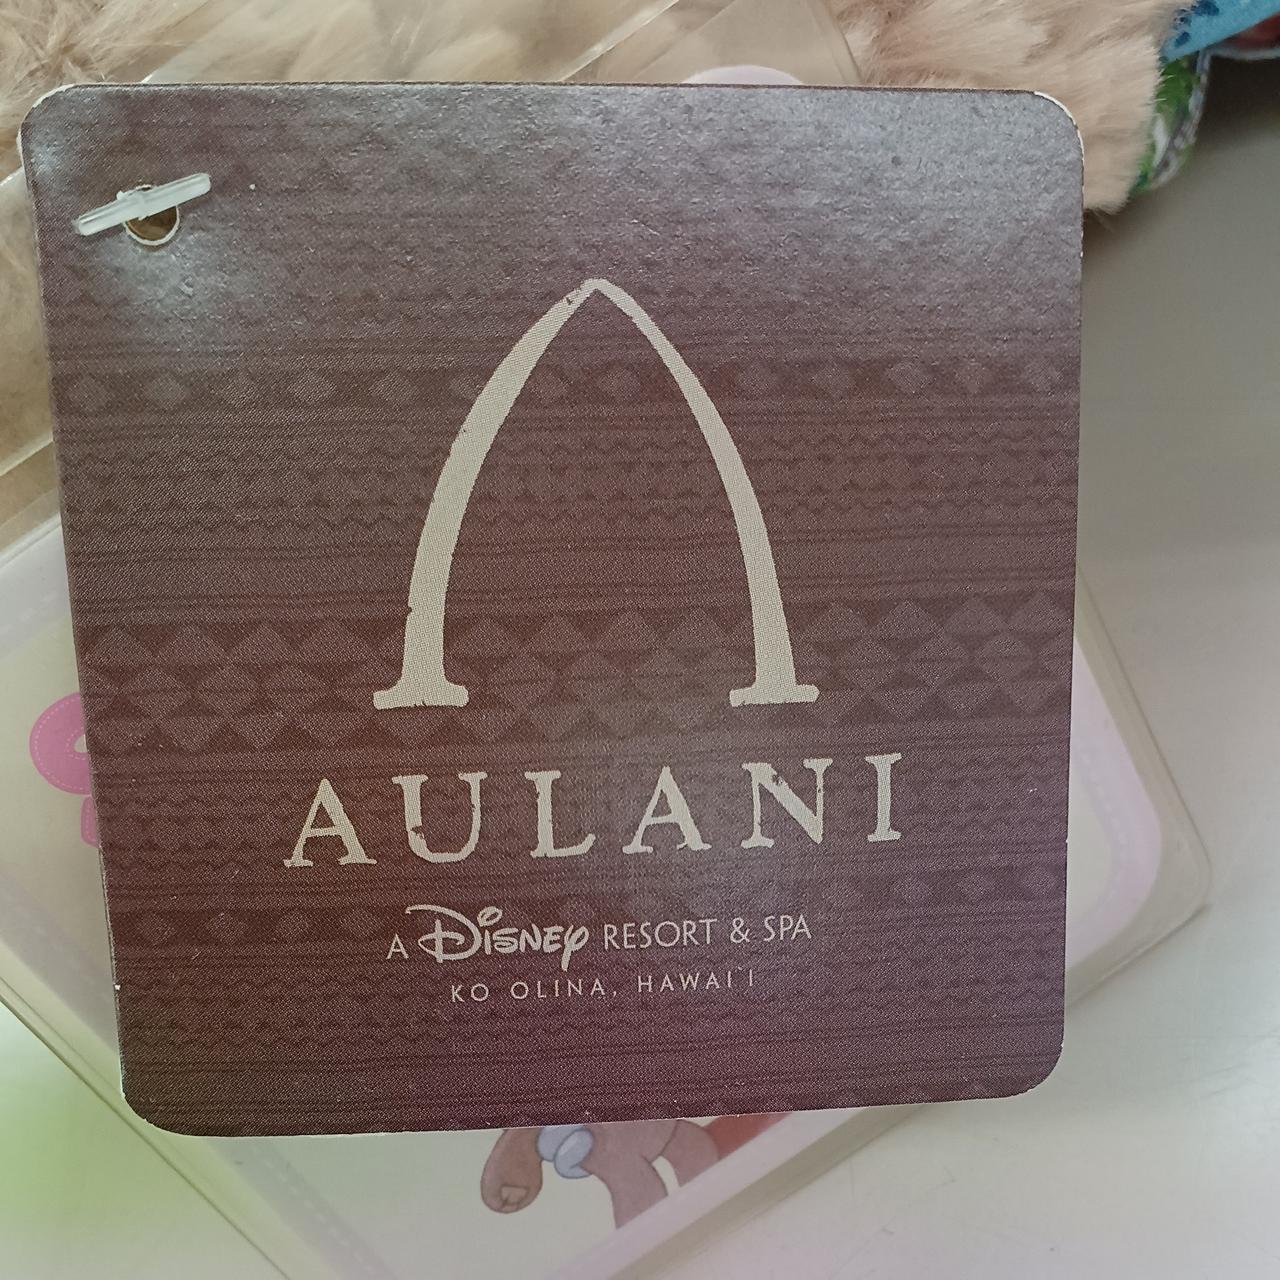 AULANI
A Disney RESORT & SPA
KO OLINA, HAWAI`I